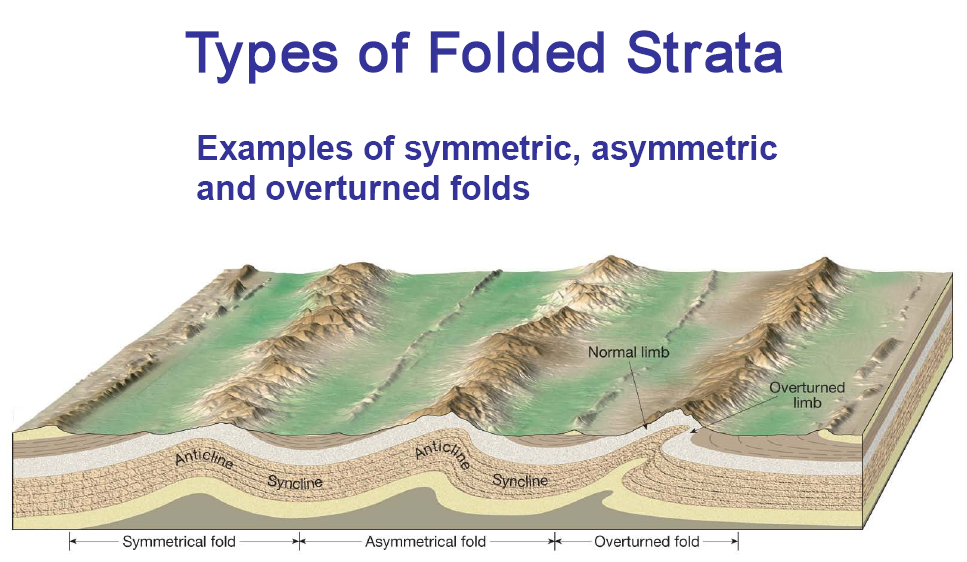 Types of Folded Strata
Examples of symmetric, asymmetric
and overturned folds
Normal limb
Overturned
limb
Anticline
Syncline
Anticline
Syncline
Symmetrical fold
Asymmetrical fold
Overturned fold